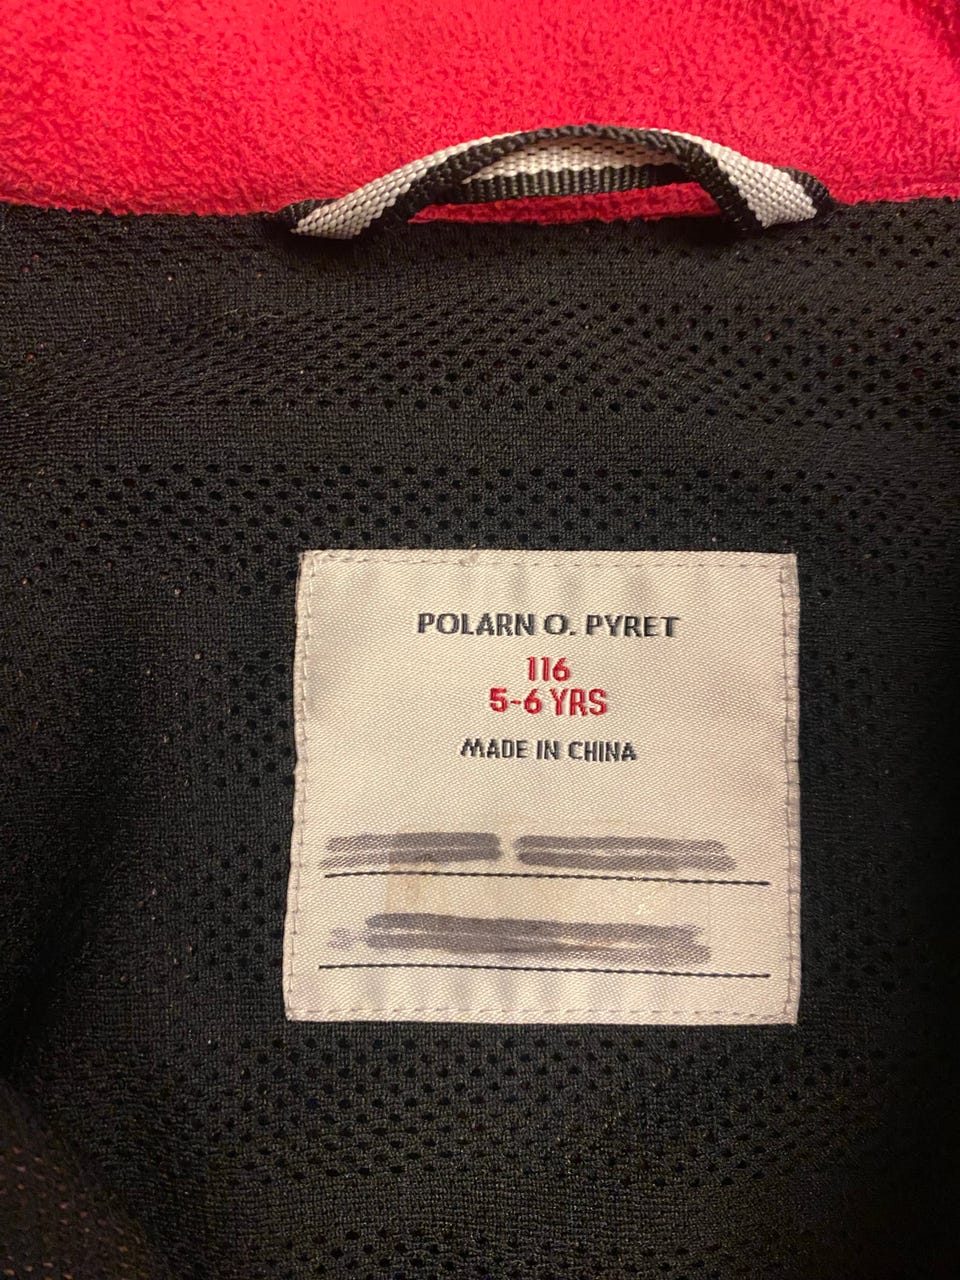 POLARN O. PYRET
116
5-6 YRS
MADE IN CHINA